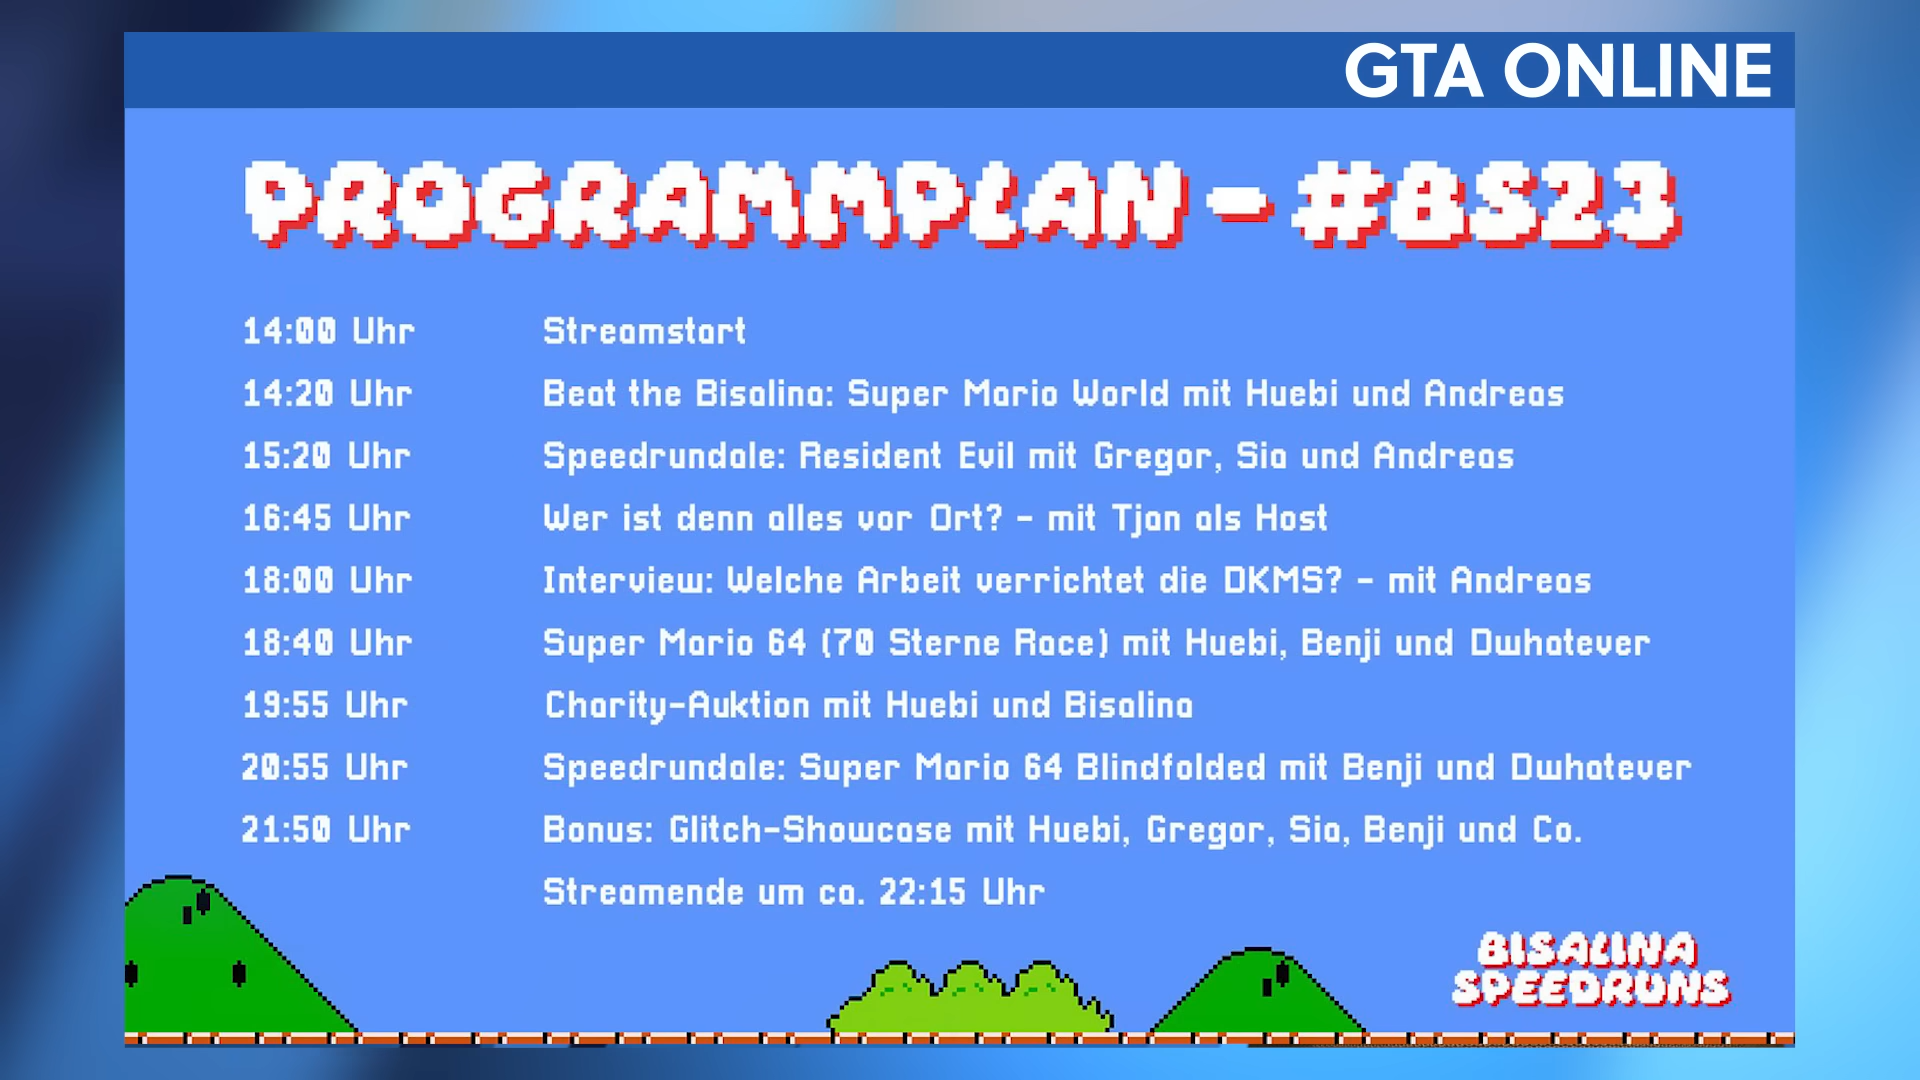 GTA ONLINE
PROGRAMMPLAN - #BS23
14:00 Uhr Streamstart
14:20 Uhr Beat the Bisalina: Super Mario World mit Huebi und Andreas
15:20 Uhr Speedrundale: Resident Evil mit Gregor, Sia und Andreas
16:45 Uhr Wer ist denn alles vor Ort? - mit Tjan als Host
18:00 Uhr Interview: Welche Arbeit verrichtet die DKMS? - mit Andreas
18:40 Uhr Super Mario 64 (70 Sterne Race) mit Huebi, Benji und Dwhatever
19:55 Uhr Charity-Auktion mit Huebi und Bisalina
20:55 Uhr Speedrundale: Super Mario 64 Blindfolded mit Benji und Dwhatever
21:50 Uhr Bonus: Glitch-Showcase mit Huebi, Gregor, Sia, Benji und Co.
Streamende um ca. 22:15 Uhr
BISALINA
SPEEDRUNS